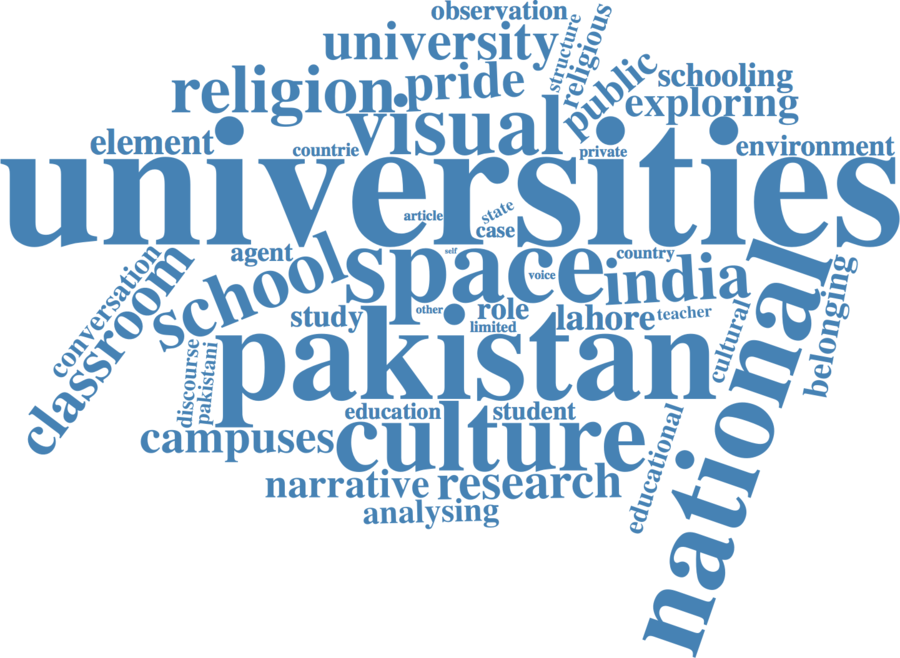 observation
university
structure
religious
religion
pride
public
schooling
exploring
visual
element
countrie
private
environment
universities
article
state
case
agent
self
country
conversation
classroom
school
space
voice
india
national
belonging
study
other
role
limited
lahore
teacher
cultural
pakistan
discourse
pakistani
education
student
campuses
culture
educational
narrative
research
analysing